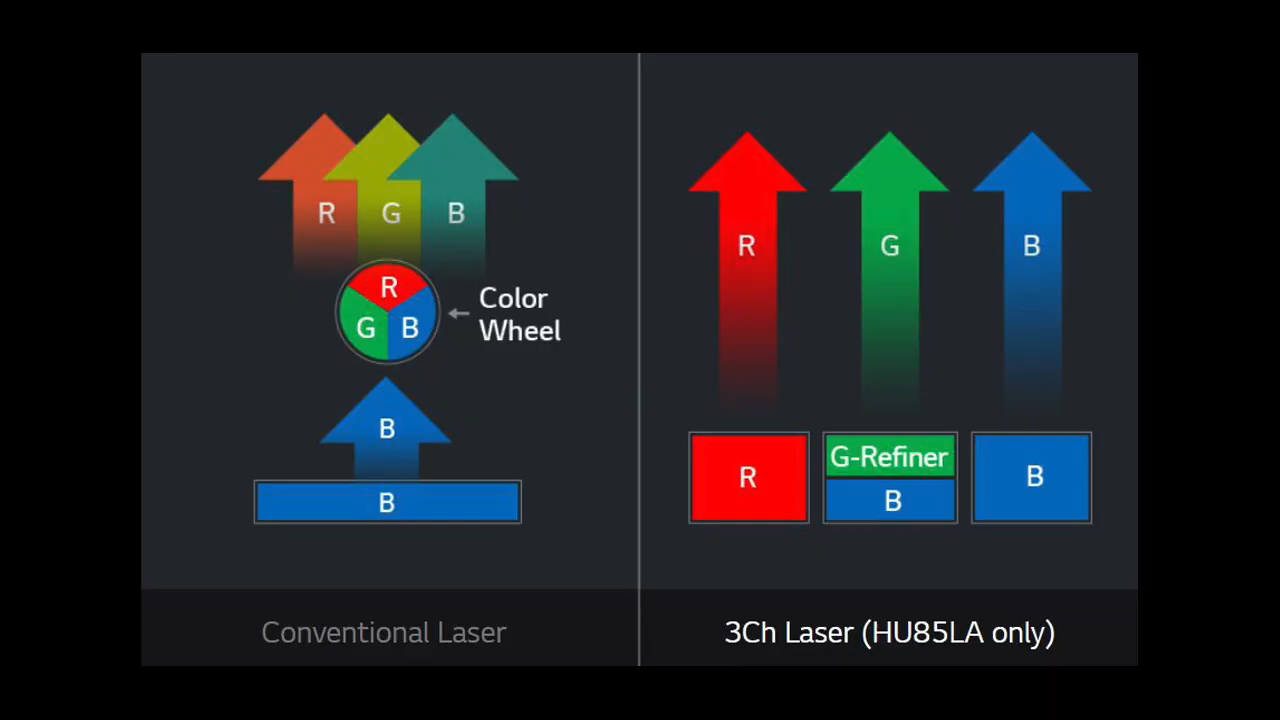 R G B
R
G B
Color
Wheel
B
B
Conventional Laser
R G B
R
G-Refiner
B
B
3Ch Laser (HU85LA only)